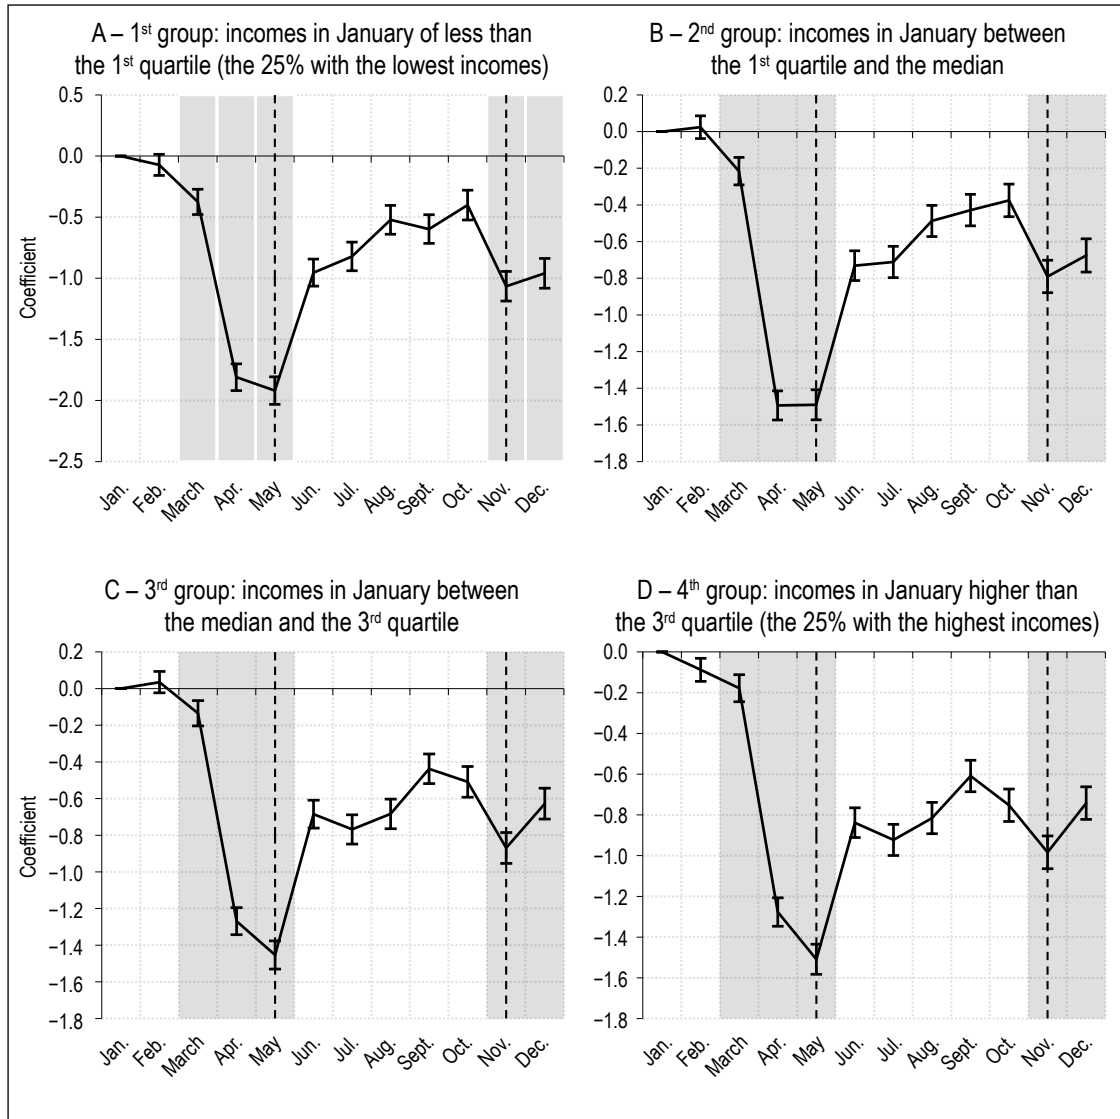 A – 1st group: incomes in January of less than
the 1st quartile (the 25% with the lowest incomes)
Coefficient
0.5
0.0
−0.5
−1.0
−1.5
−2.0
−2.5
Jan. Feb. March Apr. May Jun. Jul. Aug. Sept. Oct. Nov. Dec.
B – 2nd group: incomes in January between
the 1st quartile and the median
0.2
0.0
−0.2
−0.4
−0.6
−0.8
−1.0
−1.2
−1.4
−1.6
−1.8
Jan. Feb. March Apr. May Jun. Jul. Aug. Sept. Oct. Nov. Dec.
C – 3rd group: incomes in January between
the median and the 3rd quartile
Coefficient
0.2
0.0
−0.2
−0.4
−0.6
−0.8
−1.0
−1.2
−1.4
−1.6
−1.8
Jan. Feb. March Apr. May Jun. Jul. Aug. Sept. Oct. Nov. Dec.
D – 4th group: incomes in January higher than
the 3rd quartile (the 25% with the highest incomes)
0.0
−0.2
−0.4
−0.6
−0.8
−1.0
−1.2
−1.4
−1.6
−1.8
Jan. Feb. March Apr. May Jun. Jul. Aug. Sept. Oct. Nov. Dec.